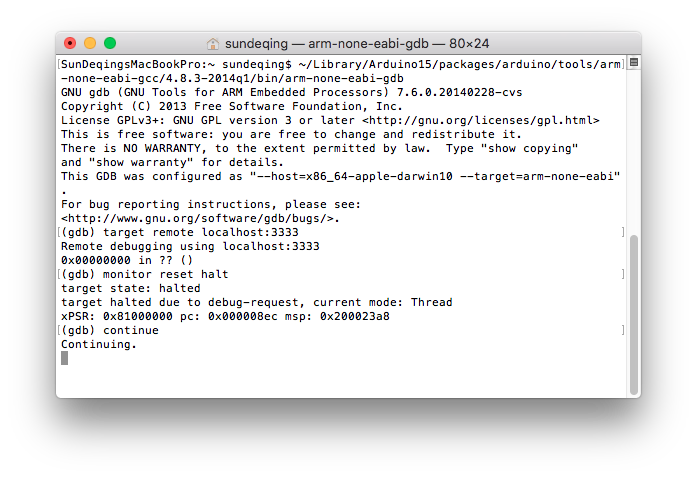 sundeqing — arm-none-eabi-gdb — 80×24
[SunDeqingsMacBookPro:~ sundeqing$ ~/Library/Arduino15/packages/arduino/tools/arm]
-none-eabi-gcc/4.8.3-2014q1/bin/arm-none-eabi-gdb
GNU gdb (GNU Tools for ARM Embedded Processors) 7.6.0.20140228-cvs
Copyright (C) 2013 Free Software Foundation, Inc.
License GPLv3+: GNU GPL version 3 or later <http://gnu.org/licenses/gpl.html>
This is free software: you are free to change and redistribute it.
There is NO WARRANTY, to the extent permitted by law.  Type "show copying"
and "show warranty" for details.
This GDB was configured as "--host=x86_64-apple-darwin10 --target=arm-none-eabi"
.
For bug reporting instructions, please see:
<http://www.gnu.org/software/gdb/bugs/>.
[(gdb) target remote localhost:3333 ]
Remote debugging using localhost:3333
0x00000000 in ?? ()
[(gdb) monitor reset halt ]
target state: halted
target halted due to debug-request, current mode: Thread
xPSR: 0x81000000 pc: 0x000008ec msp: 0x200023a8
[(gdb) continue ]
Continuing.